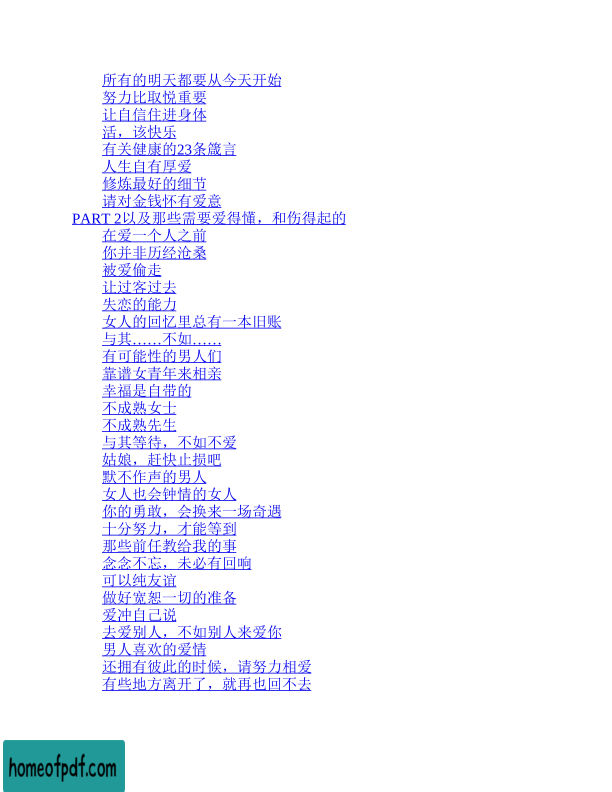 所有的明天都要从今天开始
努力比取悦重要
让自信住进身体
活，该快乐
有关健康的23条箴言
人生自有厚爱
修炼最好的细节
请对金钱怀有爱意
PART 2以及那些需要爱得懂，和伤得起的
在爱一个人之前
你并非历经沧桑
被爱偷走
让过客过去
失恋的能力
女人的回忆里总有一本旧账
与其……不如……
有可能性的男人们
靠谱女青年来相亲
幸福是自带的
不成熟女士
不成熟先生
与其等待，不如不爱
姑娘，赶快止损吧
默不作声的男人
女人也会钟情的女人
你的勇敢，会换来一场奇遇
十分努力，才能等到
那些前任教给我的事
念念不忘，未必有回响
可以纯友谊
做好宽恕一切的准备
爱冲自己说
去爱别人，不如别人来爱你
男人喜欢的爱情
还拥有彼此的时候，请努力相爱
有些地方离开了，就再也回不去
homeofpdf.com